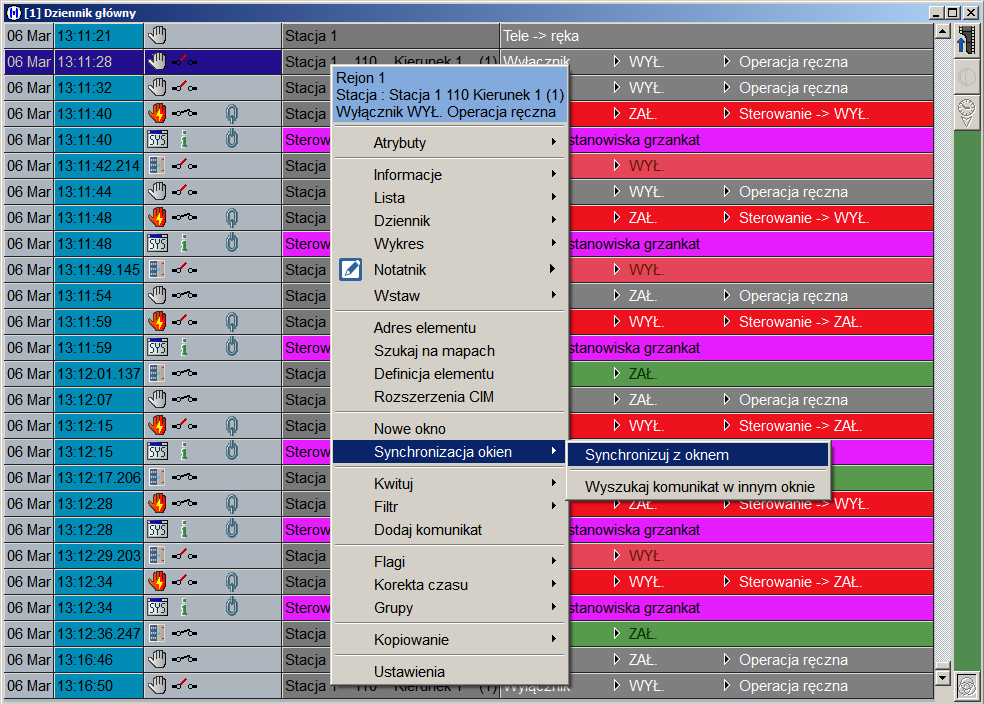 [1] Dziennik główny
06 Mar 13:11:21 Stacja 1 Tele -> ręka
06 Mar 13:11:28 Stacja 1 110 Kierunek 1 (1) Wyłącznik WYŁ. Operacja ręczna
06 Mar 13:11:32 Stacja WYŁ. Operacja ręczna
06 Mar 13:11:40 Stacja ZAŁ. Sterowanie -> WYŁ.
06 Mar 13:11:40 SYS i Sterow stanowiska grzankat
06 Mar 13:11:42.214 Stacja WYŁ.
06 Mar 13:11:44 Stacja WYŁ. Operacja ręczna
06 Mar 13:11:48 Stacja ZAŁ. Sterowanie -> WYŁ.
06 Mar 13:11:48 SYS i Sterow stanowiska grzankat
06 Mar 13:11:49.145 Stacja WYŁ.
06 Mar 13:11:54 Stacja ZAŁ. Operacja ręczna
06 Mar 13:11:59 Stacja WYŁ. Sterowanie -> ZAŁ.
06 Mar 13:11:59 SYS i Sterow stanowiska grzankat
06 Mar 13:12:01.137 Stacja ZAŁ.
06 Mar 13:12:07 Stacja ZAŁ. Operacja ręczna
06 Mar 13:12:15 Stacja WYŁ. Sterowanie -> ZAŁ.
06 Mar 13:12:15 SYS i Sterow
06 Mar 13:12:17.206 Stacja
06 Mar 13:12:28 Stacja ZAŁ. Sterowanie -> WYŁ.
06 Mar 13:12:28 SYS i Sterow stanowiska grzankat
06 Mar 13:12:29.203 Stacja WYŁ.
06 Mar 13:12:34 Stacja WYŁ. Sterowanie -> ZAŁ.
06 Mar 13:12:34 SYS i Sterow stanowiska grzankat
06 Mar 13:12:36.247 Stacja ZAŁ.
06 Mar 13:16:46 Stacja ZAŁ. Operacja ręczna
06 Mar 13:16:50 Stacja 1 110 Kierunek 1 (1) Wyłącznik WYŁ. Operacja ręczna
Rejon 1
Stacja : Stacja 1 110 Kierunek 1 (1)
Wyłącznik WYŁ. Operacja ręczna
Atrybuty
Informacje
Lista
Dziennik
Wykres
Notatnik
Wstaw
Adres elementu
Szukaj na mapach
Definicja elementu
Rozszerzenia CIM
Nowe okno
Synchronizacja okien
Kwituj
Filtr
Dodaj komunikat
Flagi
Korekta czasu
Grupy
Kopiowanie
Ustawienia
Synchronizuj z oknem
Wyszukaj komunikat w innym oknie